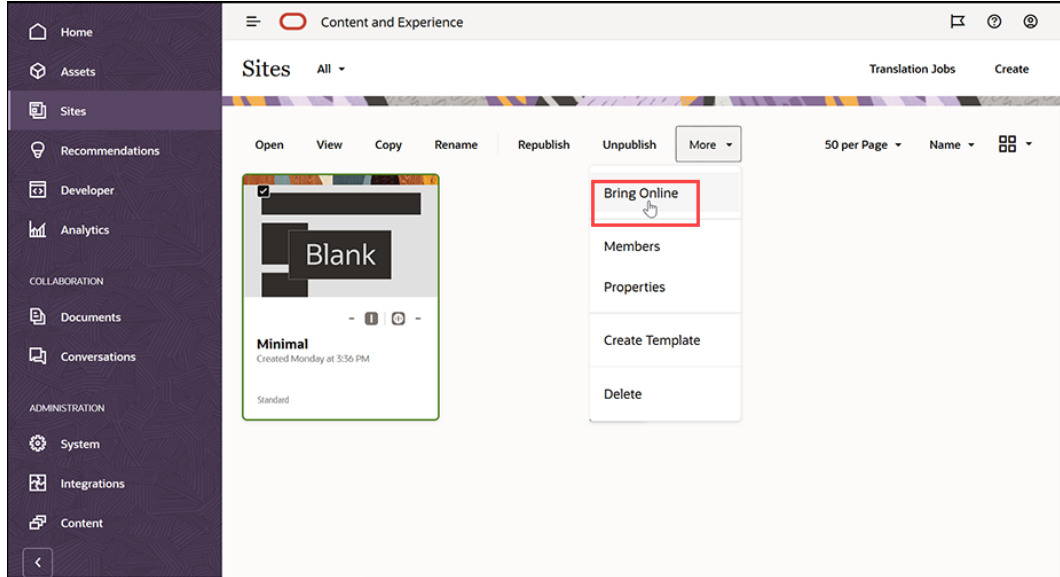 Home
Assets
Sites
Recommendations
Developer
Analytics
COLLABORATION
Documents
Conversations
ADMINISTRATION
System
Integrations
Content
Content and Experience
Sites All
Translation Jobs Create
Open View Copy Rename Republish Unpublish More 50 per Page Name
Blank
Minimal
Created Monday at 3:36 PM
Standard
Bring Online
Members
Properties
Create Template
Delete